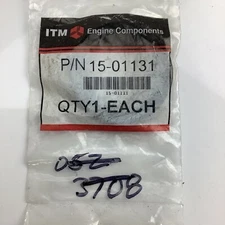 ITM Engine Components
P/N 15-01131
15-01131
QTY1-EACH
3708